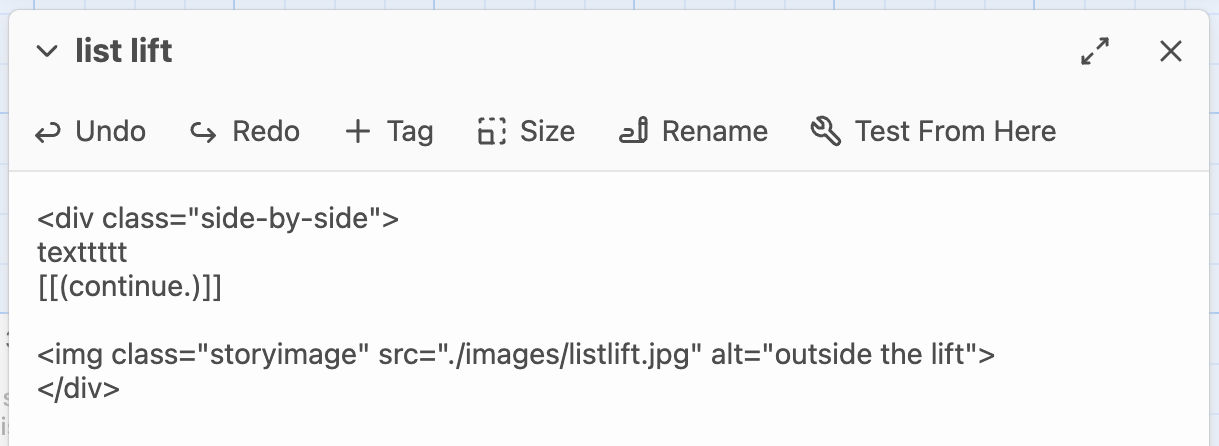 list lift
Undo Redo Tag Size Rename Test From Here
<div class="side-by-side">
texttttt
[[(continue.)]]
<img class="storyimage" src="./images/listlift.jpg" alt="outside the lift">
</div>